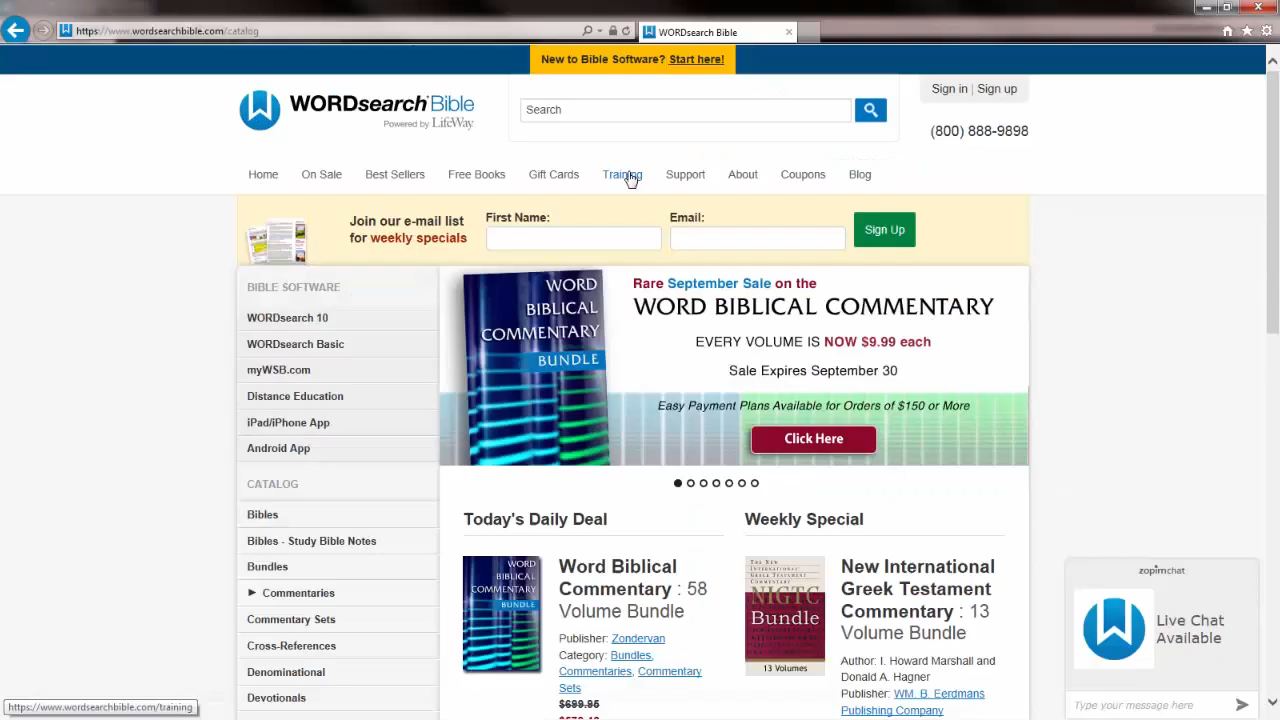 https://www.wordsearchbible.com/catalog
WORDsearch Bible
New to Bible Software? Start here!
WORDsearch Bible
Powered by LifeWay
Search
Sign in | Sign up
(800) 888-9898
Home
On Sale
Best Sellers
Free Books
Gift Cards
Training
Support
About
Coupons
Blog
Join our e-mail list
for weekly specials
First Name:
Email:
Sign Up
BIBLE SOFTWARE
WORDsearch 10
WORDsearch Basic
myWSB.com
Distance Education
iPad/iPhone App
Android App
CATALOG
Bibles
Bibles - Study Bible Notes
Bundles
Commentaries
Commentary Sets
Cross-References
Denominational
Devotionals
WORD
BIBLICAL
COMMENTARY
BUNDLE
Rare September Sale on the
WORD BIBLICAL COMMENTARY
EVERY VOLUME IS NOW $9.99 each
Sale Expires September 30
Easy Payment Plans Available for Orders of $150 or More
Click Here
Today's Daily Deal
WORD
BIBLICAL
COMMENTARY
BUNDLE
Word Biblical
Commentary : 58
Volume Bundle
Publisher: Zondervan
Category: Bundles,
Commentaries, Commentary
Sets
$699.95
Weekly Special
NIGTC
Bundle
13 Volumes
New International
Greek Testament
Commentary : 13
Volume Bundle
Author: I. Howard Marshall and
Donald A. Hagner
Publisher: WM. B. Eerdmans
Publishing Company
zopimchat
Live Chat
Available
Type your message here
https://www.wordsearchbible.com/training